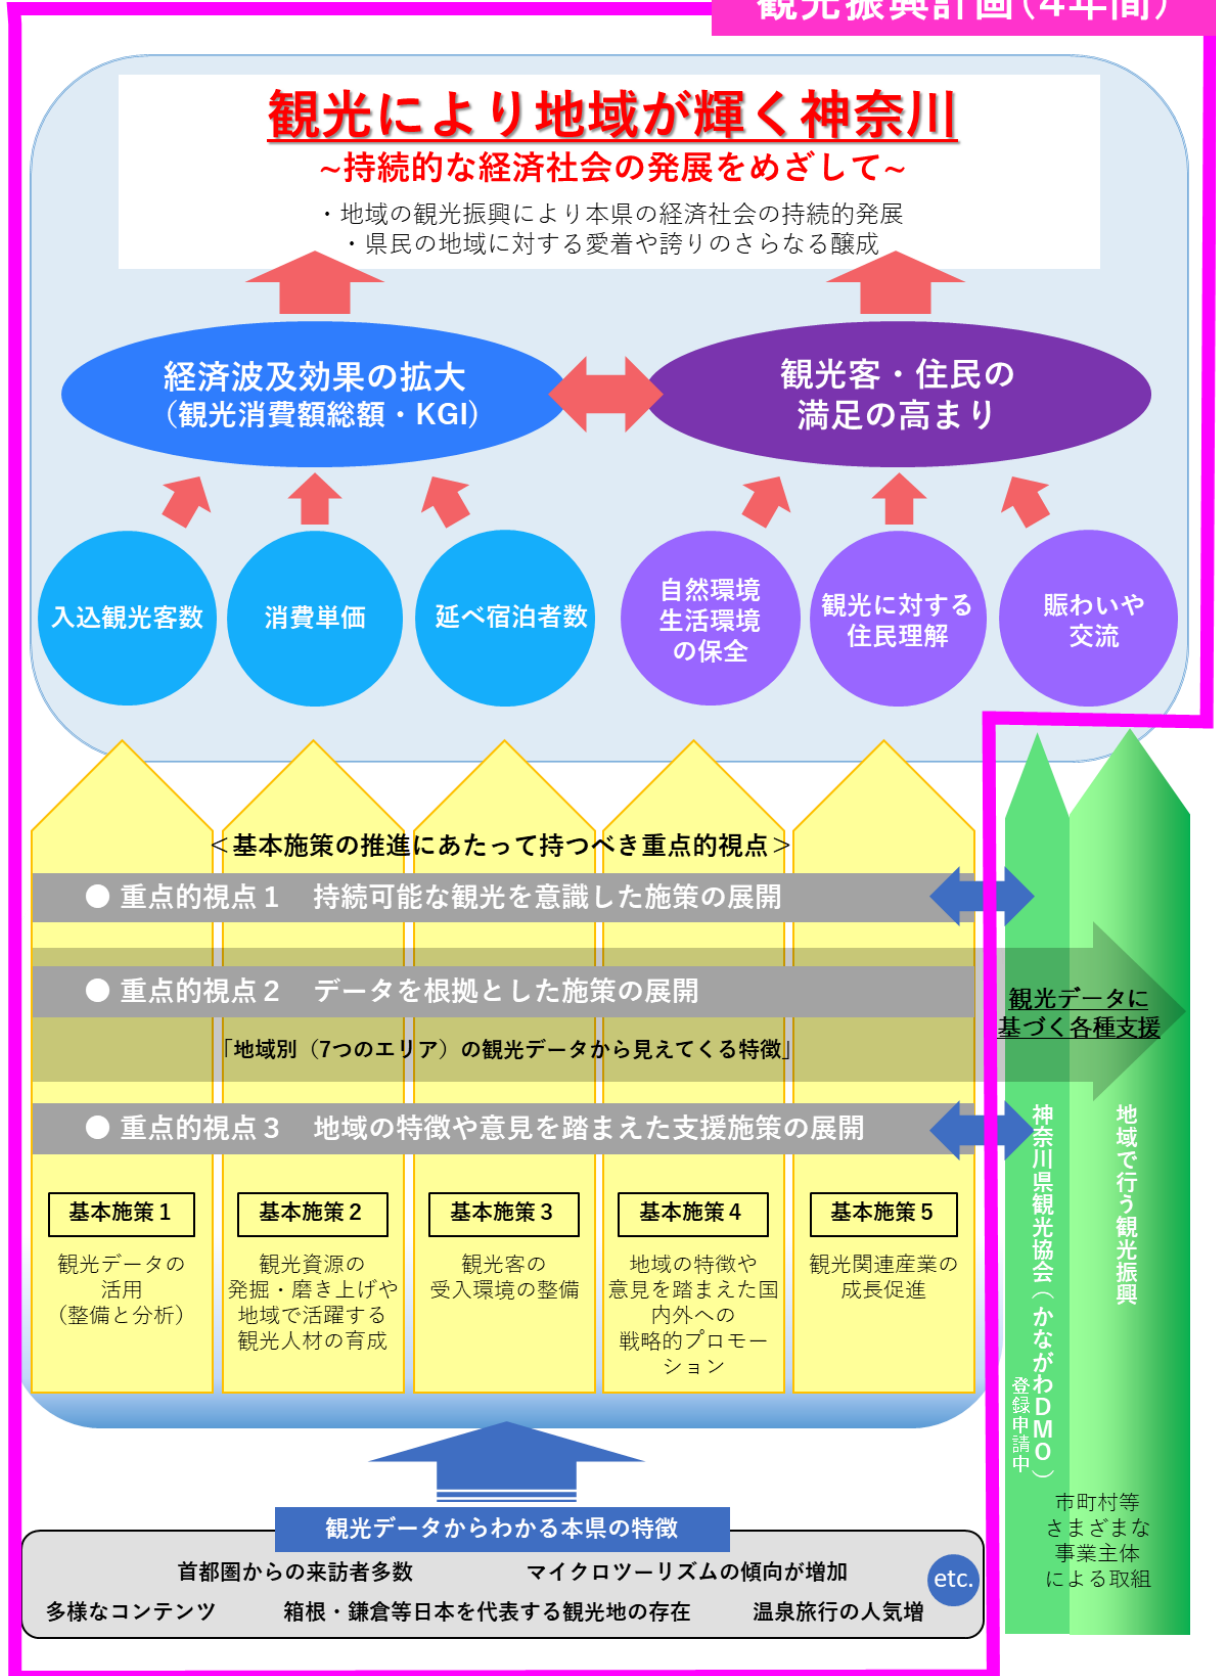 観光振興計画(4年間)
観光により地域が輝く神奈川
~持続的な経済社会の発展をめざして~
・地域の観光振興により本県の経済社会の持続的発展
・県民の地域に対する愛着や誇りのさらなる醸成
経済波及効果の拡大
（観光消費額総額・KGI）
観光客・住民の
満足の高まり
入込観光客数
消費単価
延べ宿泊者数
自然環境
生活環境
の保全
観光に対する
住民理解
賑わいや
交流
＜基本施策の推進にあたって持つべき重点的視点＞
● 重点的視点１　持続可能な観光を意識した施策の展開
● 重点的視点２　データを根拠とした施策の展開
「地域別（7つのエリア）の観光データから見えてくる特徴」
● 重点的視点３　地域の特徴や意見を踏まえた支援施策の展開
観光データに
基づく各種支援
基本施策１
観光データの
活用
（整備と分析）
基本施策２
観光資源の
発掘・磨き上げや
地域で活躍する
観光人材の育成
基本施策３
観光客の
受入環境の整備
基本施策４
地域の特徴や
意見を踏まえた国
内外への
戦略的プロモー
ション
基本施策５
観光関連産業の
成長促進
神奈川県観光協会（かながわDMO）
登録申請中
地域で行う観光振興
市町村等
さまざまな
事業主体
による取組
観光データからわかる本県の特徴
首都圏からの来訪者多数　マイクロツーリズムの傾向が増加
etc.
多様なコンテンツ　箱根・鎌倉等日本を代表する観光地の存在　温泉旅行の人気増